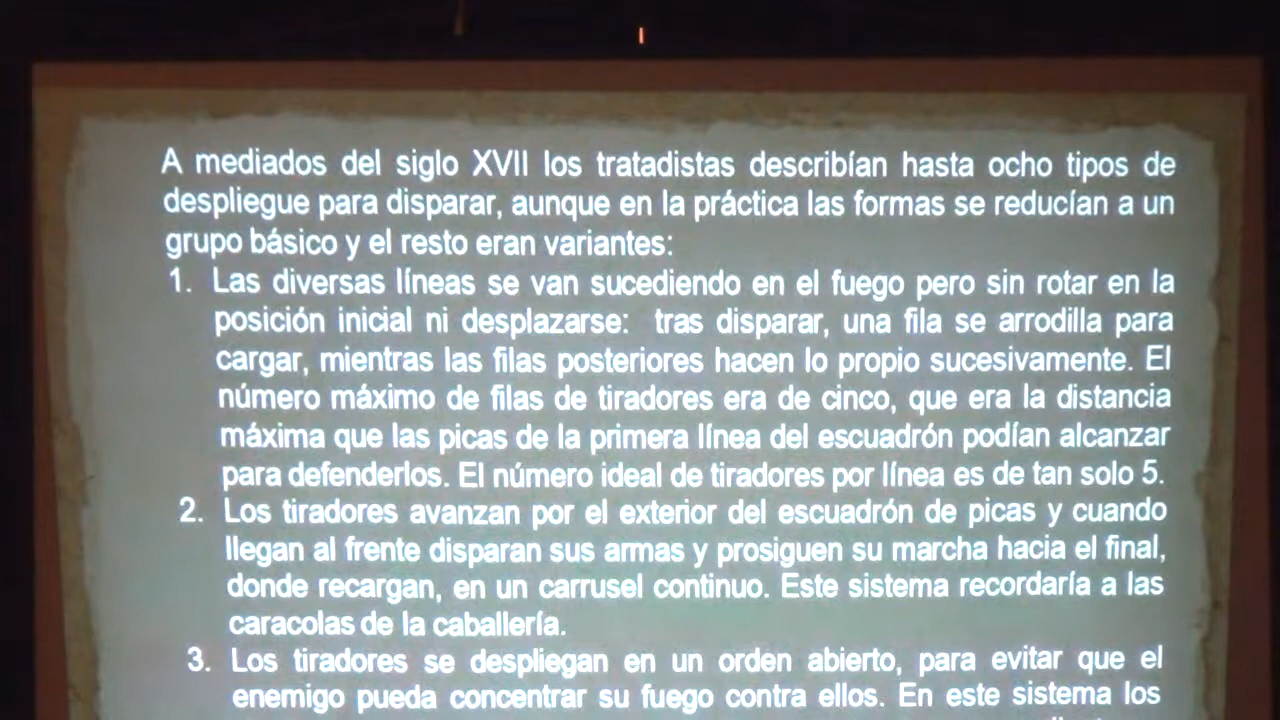 A mediados del siglo XVII los tratadistas describían hasta ocho tipos de
despliegue para disparar, aunque en la práctica las formas se reducían a un
grupo básico y el resto eran variantes:
1. Las diversas líneas se van sucediendo en el fuego pero sin rotar en la
posición inicial ni desplazarse: tras disparar, una fila se arrodilla para
cargar, mientras las filas posteriores hacen lo propio sucesivamente. El
número máximo de filas de tiradores era de cinco, que era la distancia
máxima que las picas de la primera línea del escuadrón podían alcanzar
para defenderlos. El número ideal de tiradores por línea es de tan solo 5.
2. Los tiradores avanzan por el exterior del escuadrón de picas y cuando
llegan al frente disparan sus armas y prosiguen su marcha hacia el final,
donde recargan, en un carrusel continuo. Este sistema recordaría a las
caracolas de la caballería.
3. Los tiradores se despliegan en un orden abierto, para evitar que el
enemigo pueda concentrar su fuego contra ellos. En este sistema los